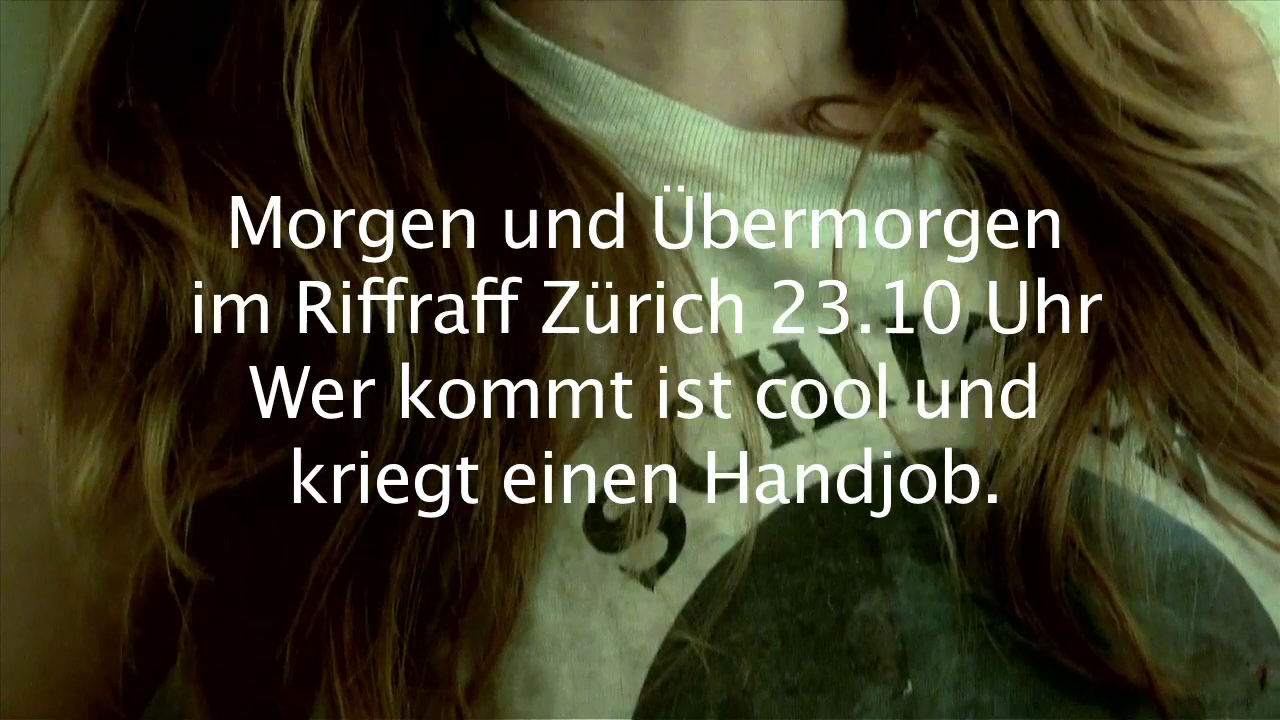 Morgen und Übermorgen
im Riffraff Zürich 23.10 Uhr
Wer kommt ist cool und
kriegt einen Handjob.